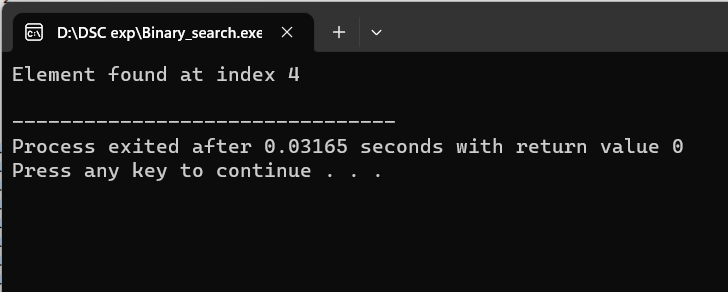 D:\DSC exp\Binary_search.exe
Element found at index 4
--------------------------------
Process exited after 0.03165 seconds with return value 0
Press any key to continue . . .